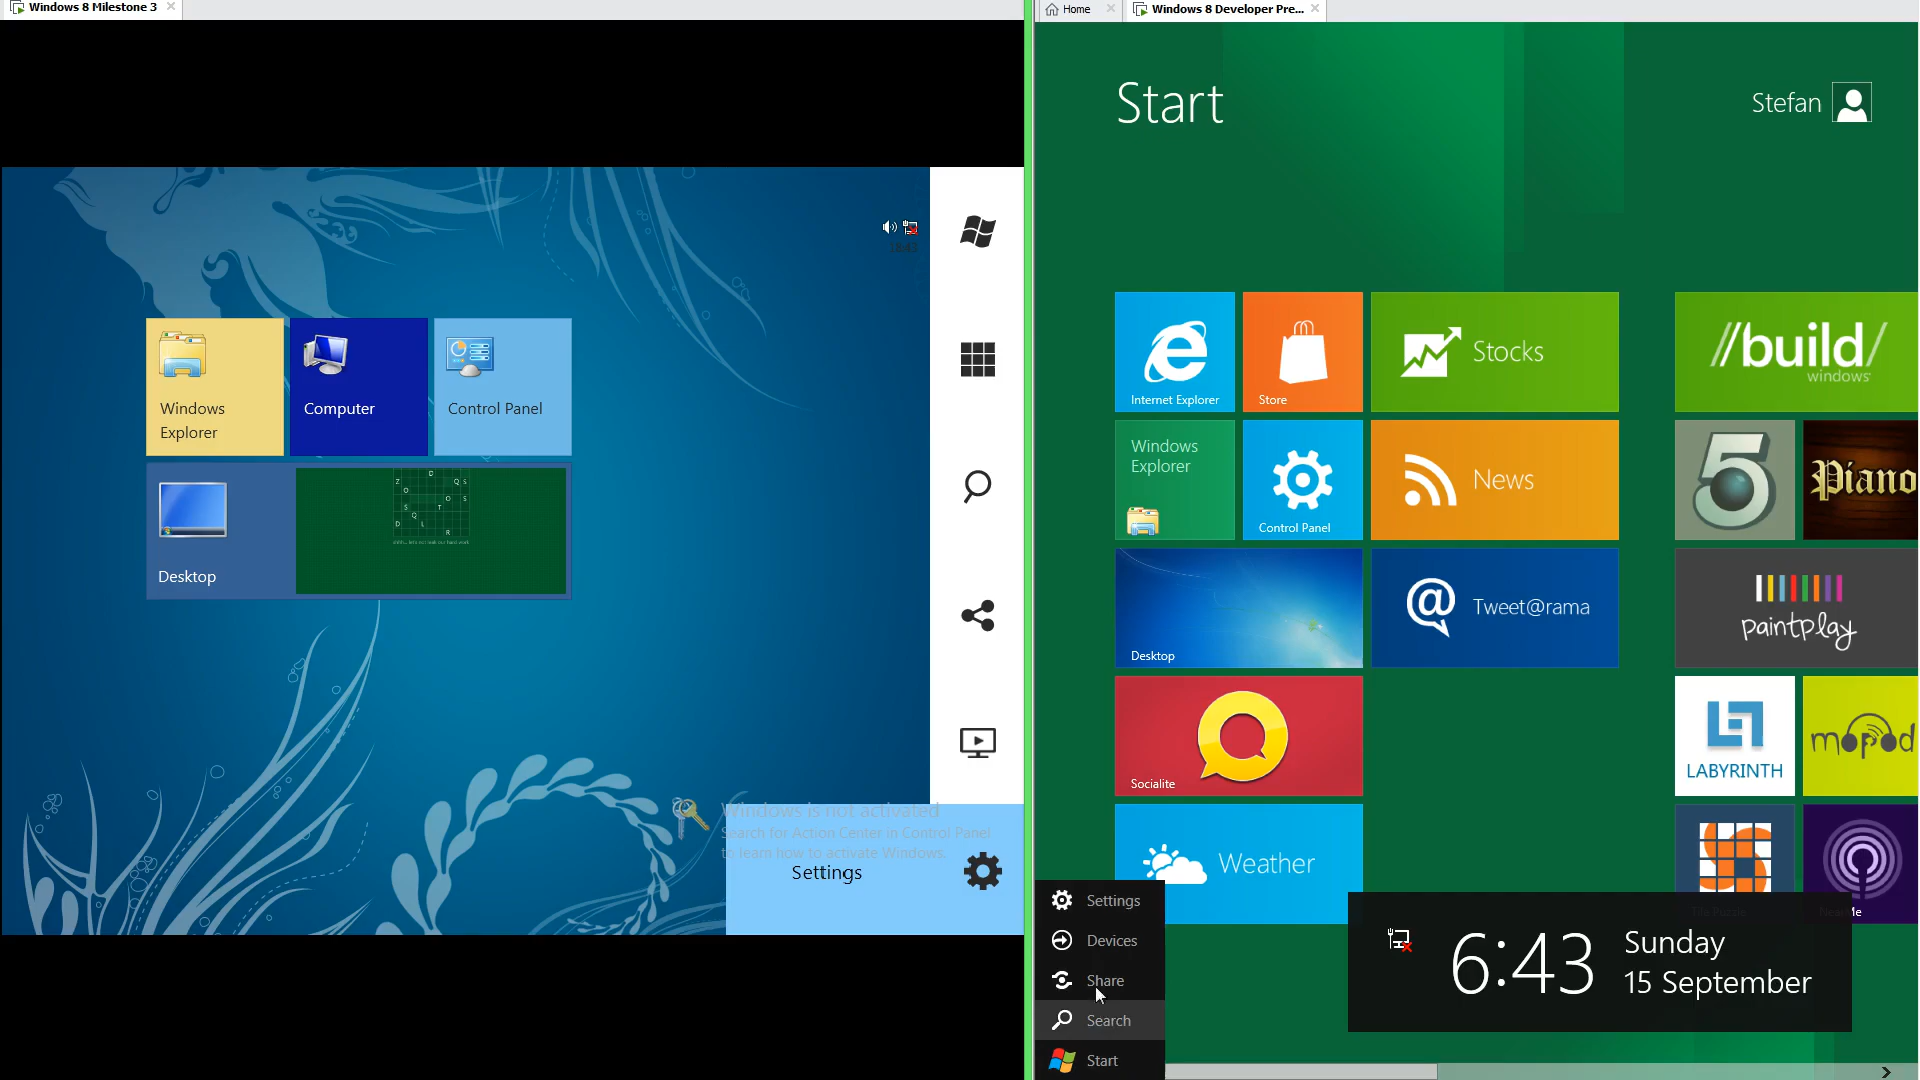 Windows 8 Milestone 3
Windows
Explorer
Computer
Control Panel
Desktop
Windows is not activated
Search for Action Center in Control Panel
to learn how to activate Windows.
Settings
Home
Windows 8 Developer Pre...
Start
Stefan
Internet Explorer
Store
Stocks
//build/
windows
Windows
Explorer
Control Panel
News
5
Piano
Desktop
Tweet@rama
paintplay
Socialite
LABYRINTH
mopod
Weather
NearMe
Settings
Devices
Share
Search
Start
6:43
Sunday
15 September